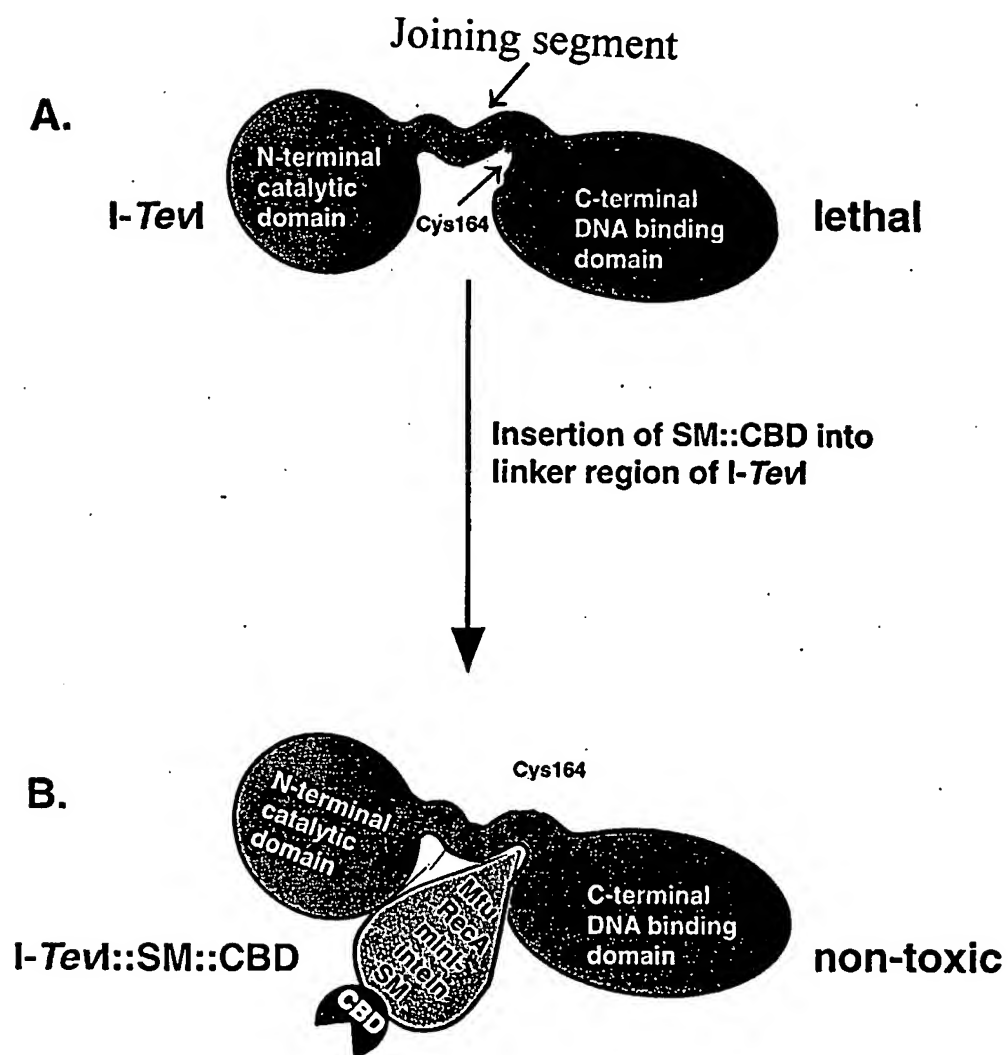 Joining segment
A.
N-terminal
catalytic
domain
I-TevI
Cys164
C-terminal
DNA binding
domain
lethal
Insertion of SM::CBD into
linker region of I-TevI
Cys164
B.
N-terminal
catalytic
domain
Mtu
RecA
mini-
intein
SM
C-terminal
DNA binding
domain
I-TevI::SM::CBD
non-toxic
CBD